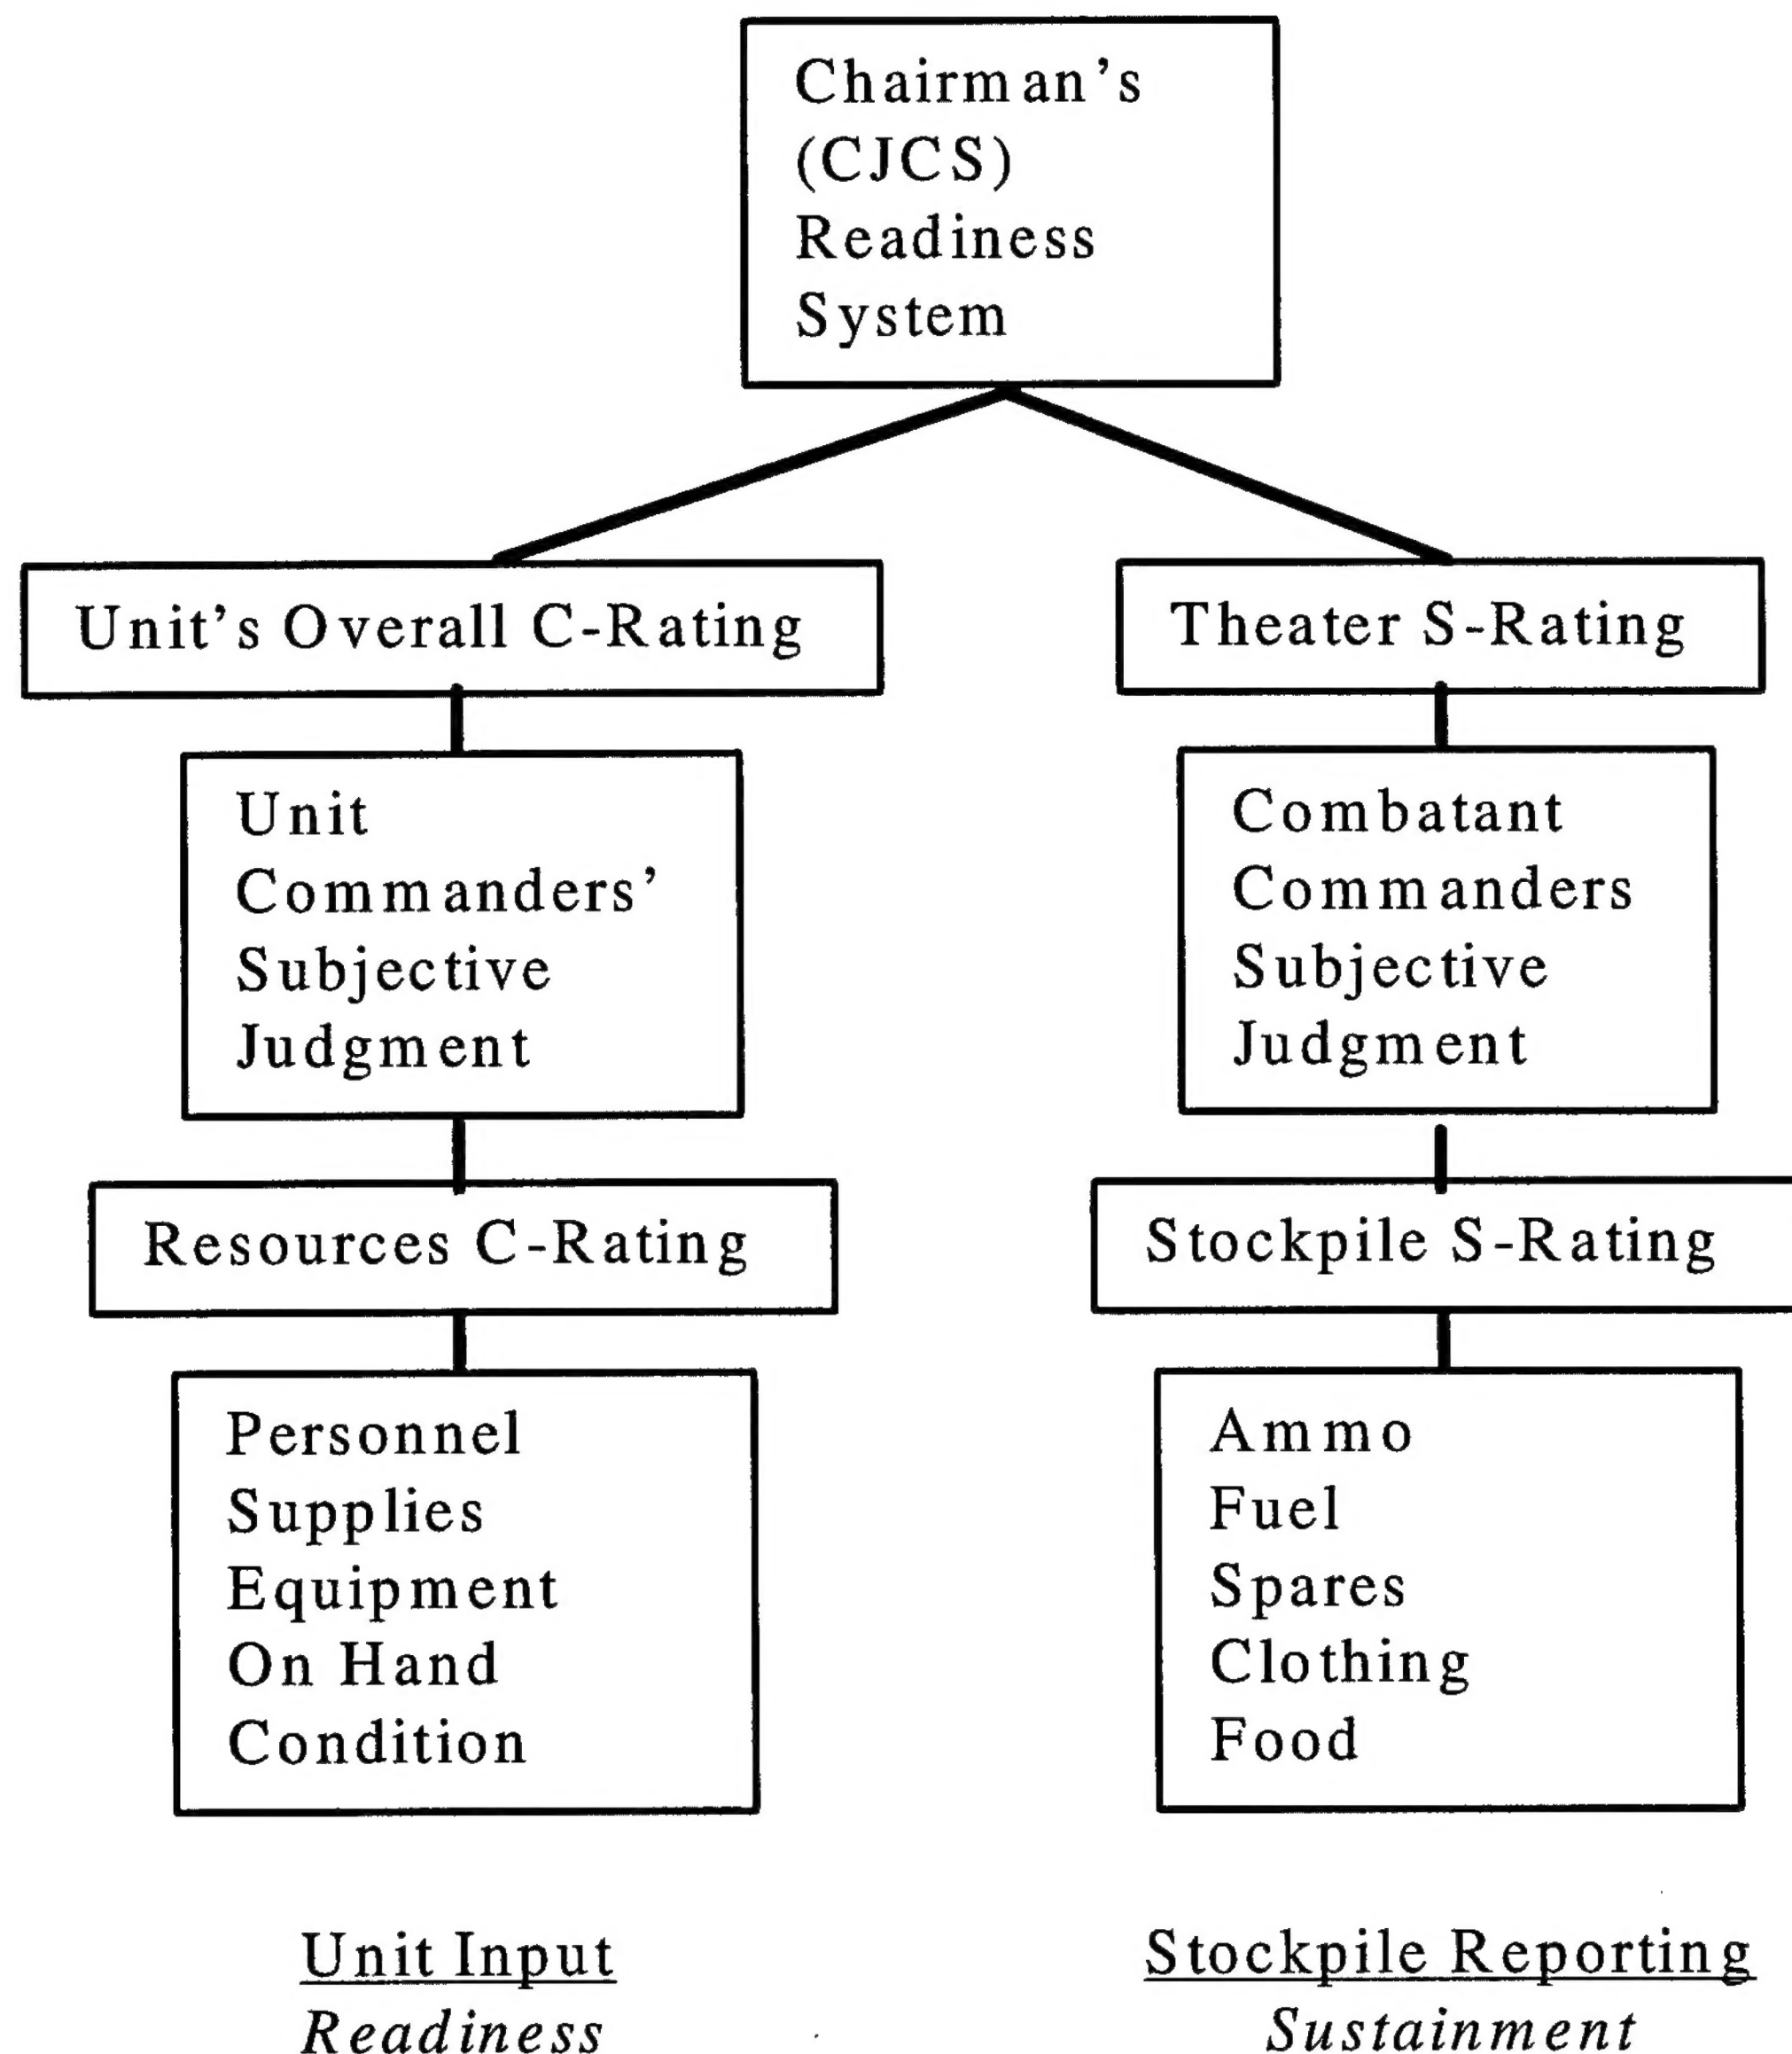 Chairman's
(CJCS)
Readiness
System
Unit's Overall C-Rating
Unit
Commanders'
Subjective
Judgment
Resources C-Rating
Personnel
Supplies
Equipment
On Hand
Condition
Unit Input
Readiness
Theater S-Rating
Combatant
Commanders
Subjective
Judgment
Stockpile S-Rating
Ammo
Fuel
Spares
Clothing
Food
Stockpile Reporting
Sustainment